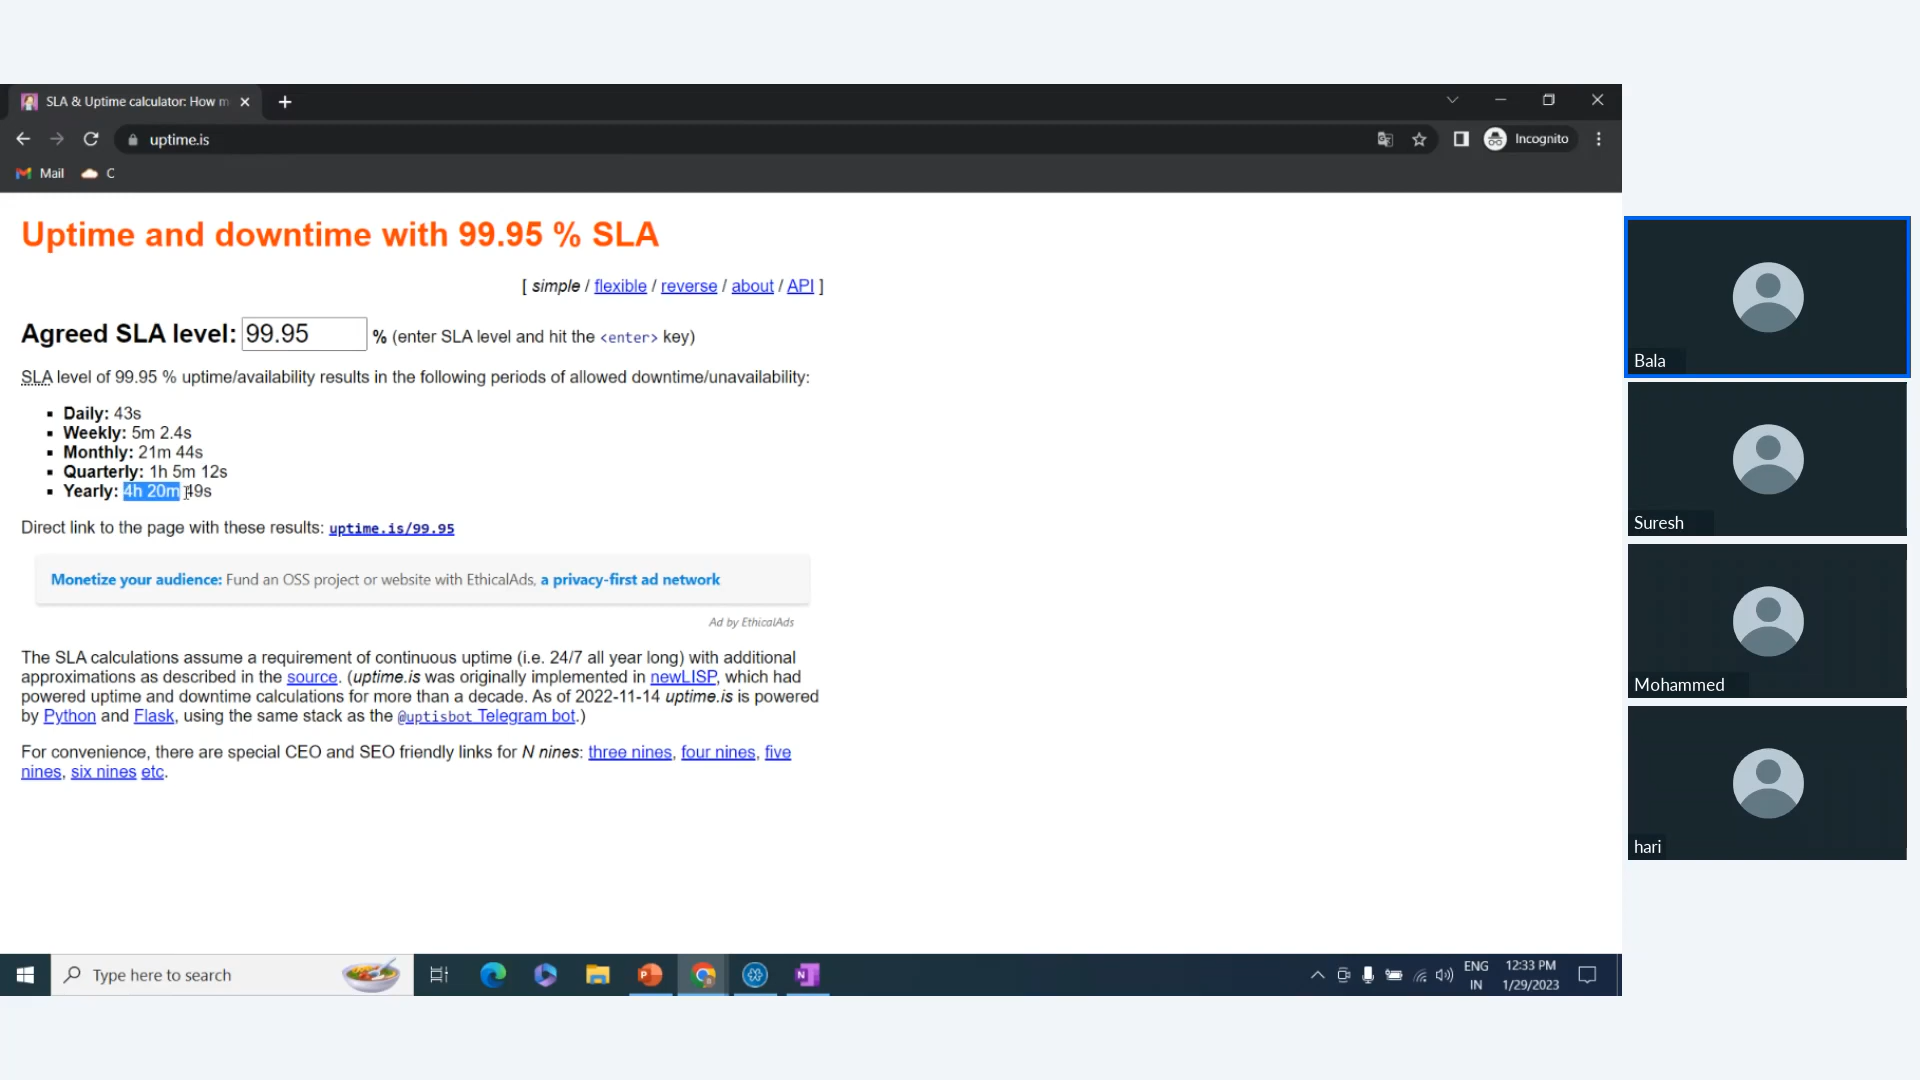 SLA & Uptime calculator: How m
uptime.is
Incognito
Mail
C
Uptime and downtime with 99.95 % SLA
[ simple / flexible / reverse / about / API ]
Agreed SLA level: 99.95 % (enter SLA level and hit the <enter> key)
SLA level of 99.95 % uptime/availability results in the following periods of allowed downtime/unavailability:
Daily: 43s
Weekly: 5m 2.4s
Monthly: 21m 44s
Quarterly: 1h 5m 12s
Yearly: 4h 20m 49s
Direct link to the page with these results: uptime.is/99.95
Monetize your audience: Fund an OSS project or website with EthicalAds, a privacy-first ad network
Ad by EthicalAds
The SLA calculations assume a requirement of continuous uptime (i.e. 24/7 all year long) with additional
approximations as described in the source. (uptime.is was originally implemented in newLISP, which had
powered uptime and downtime calculations for more than a decade. As of 2022-11-14 uptime.is is powered
by Python and Flask, using the same stack as the @uptisbot Telegram bot.)
For convenience, there are special CEO and SEO friendly links for N nines: three nines, four nines, five
nines, six nines etc.
Bala
Suresh
Mohammed
hari
Type here to search
ENG
IN
12:33 PM
1/29/2023